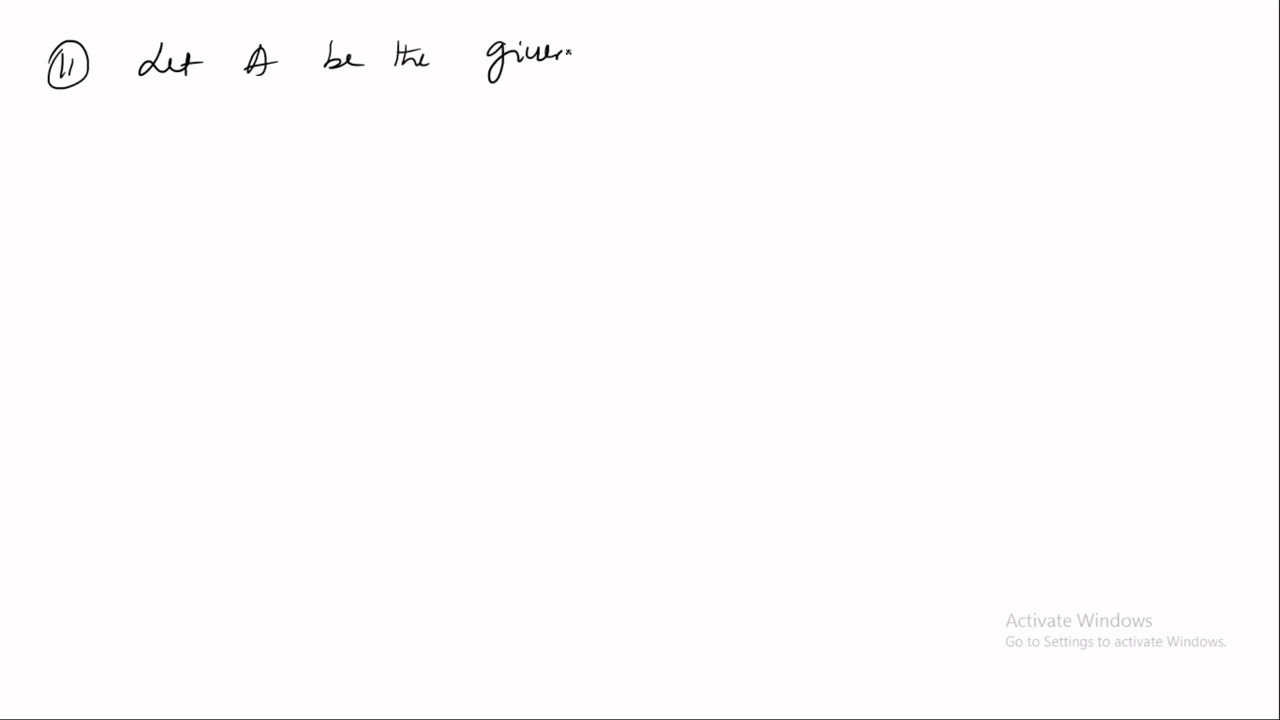 11 Let A be the given
Activate Windows
Go to Settings to activate Windows.